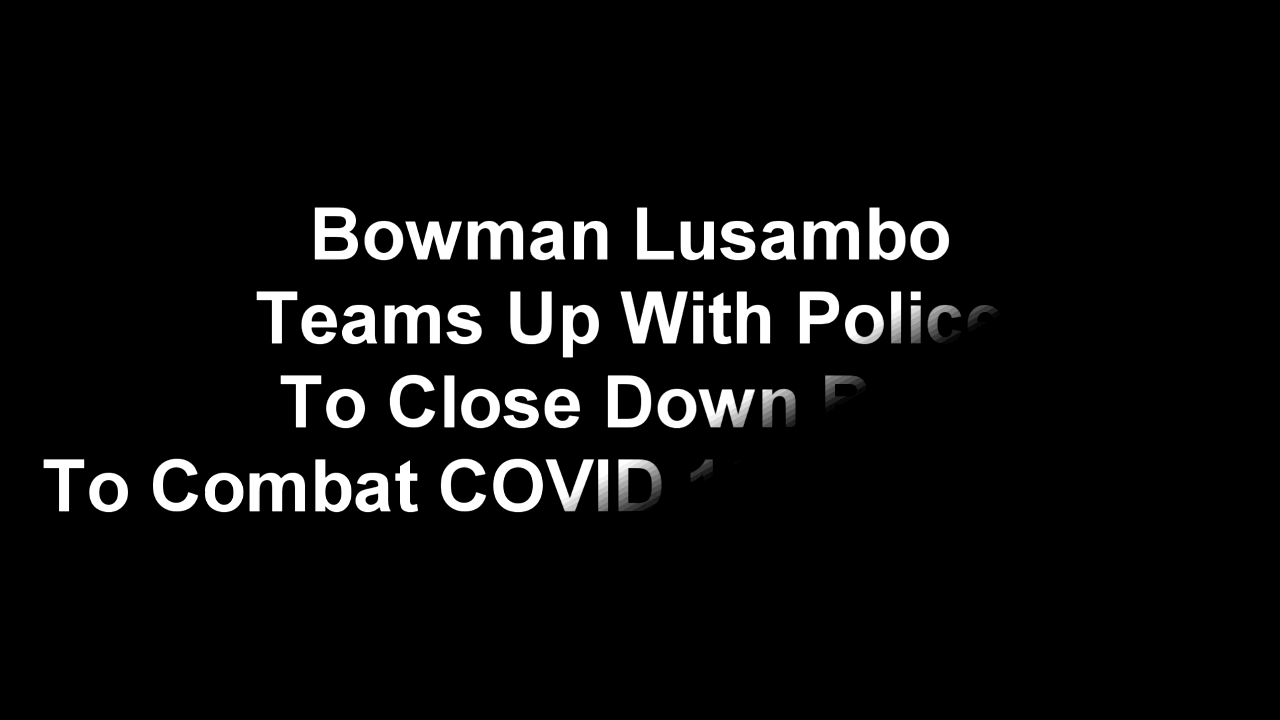 Bowman Lusambo
Teams Up With Police
To Close Down
To Combat COVID